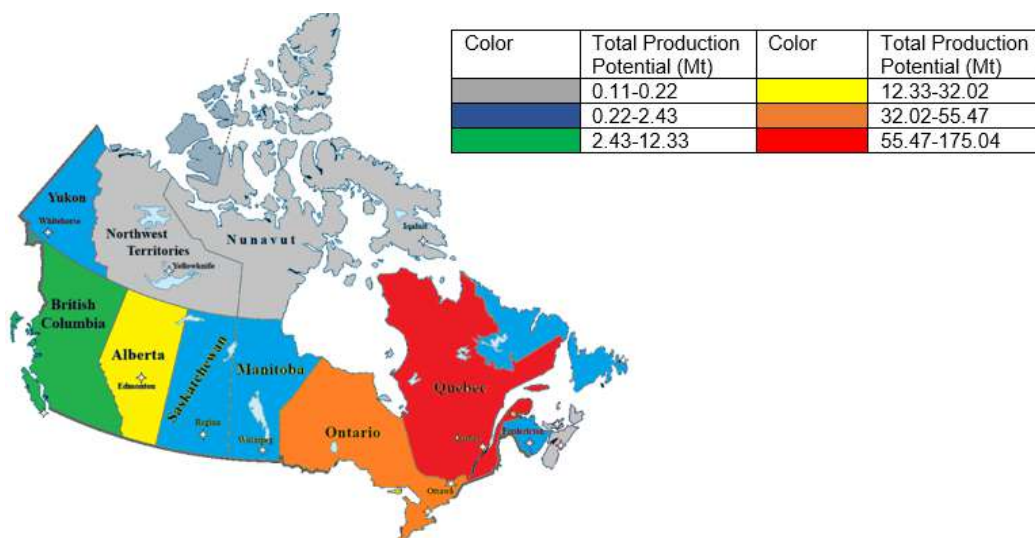 Color Total Production Potential (Mt) Color Total Production Potential (Mt)
0.11-0.22 12.33-32.02
0.22-2.43 32.02-55.47
2.43-12.33 55.47-175.04
Yukon
Whitehorse
Northwest
Territories
Yellowknife
Nunavut
Iqaluit
British
Columbia
Alberta
Edmonton
Saskatchewan
Regina
Manitoba
Winnipeg
Ontario
Ottawa
Quebec
Fredericton